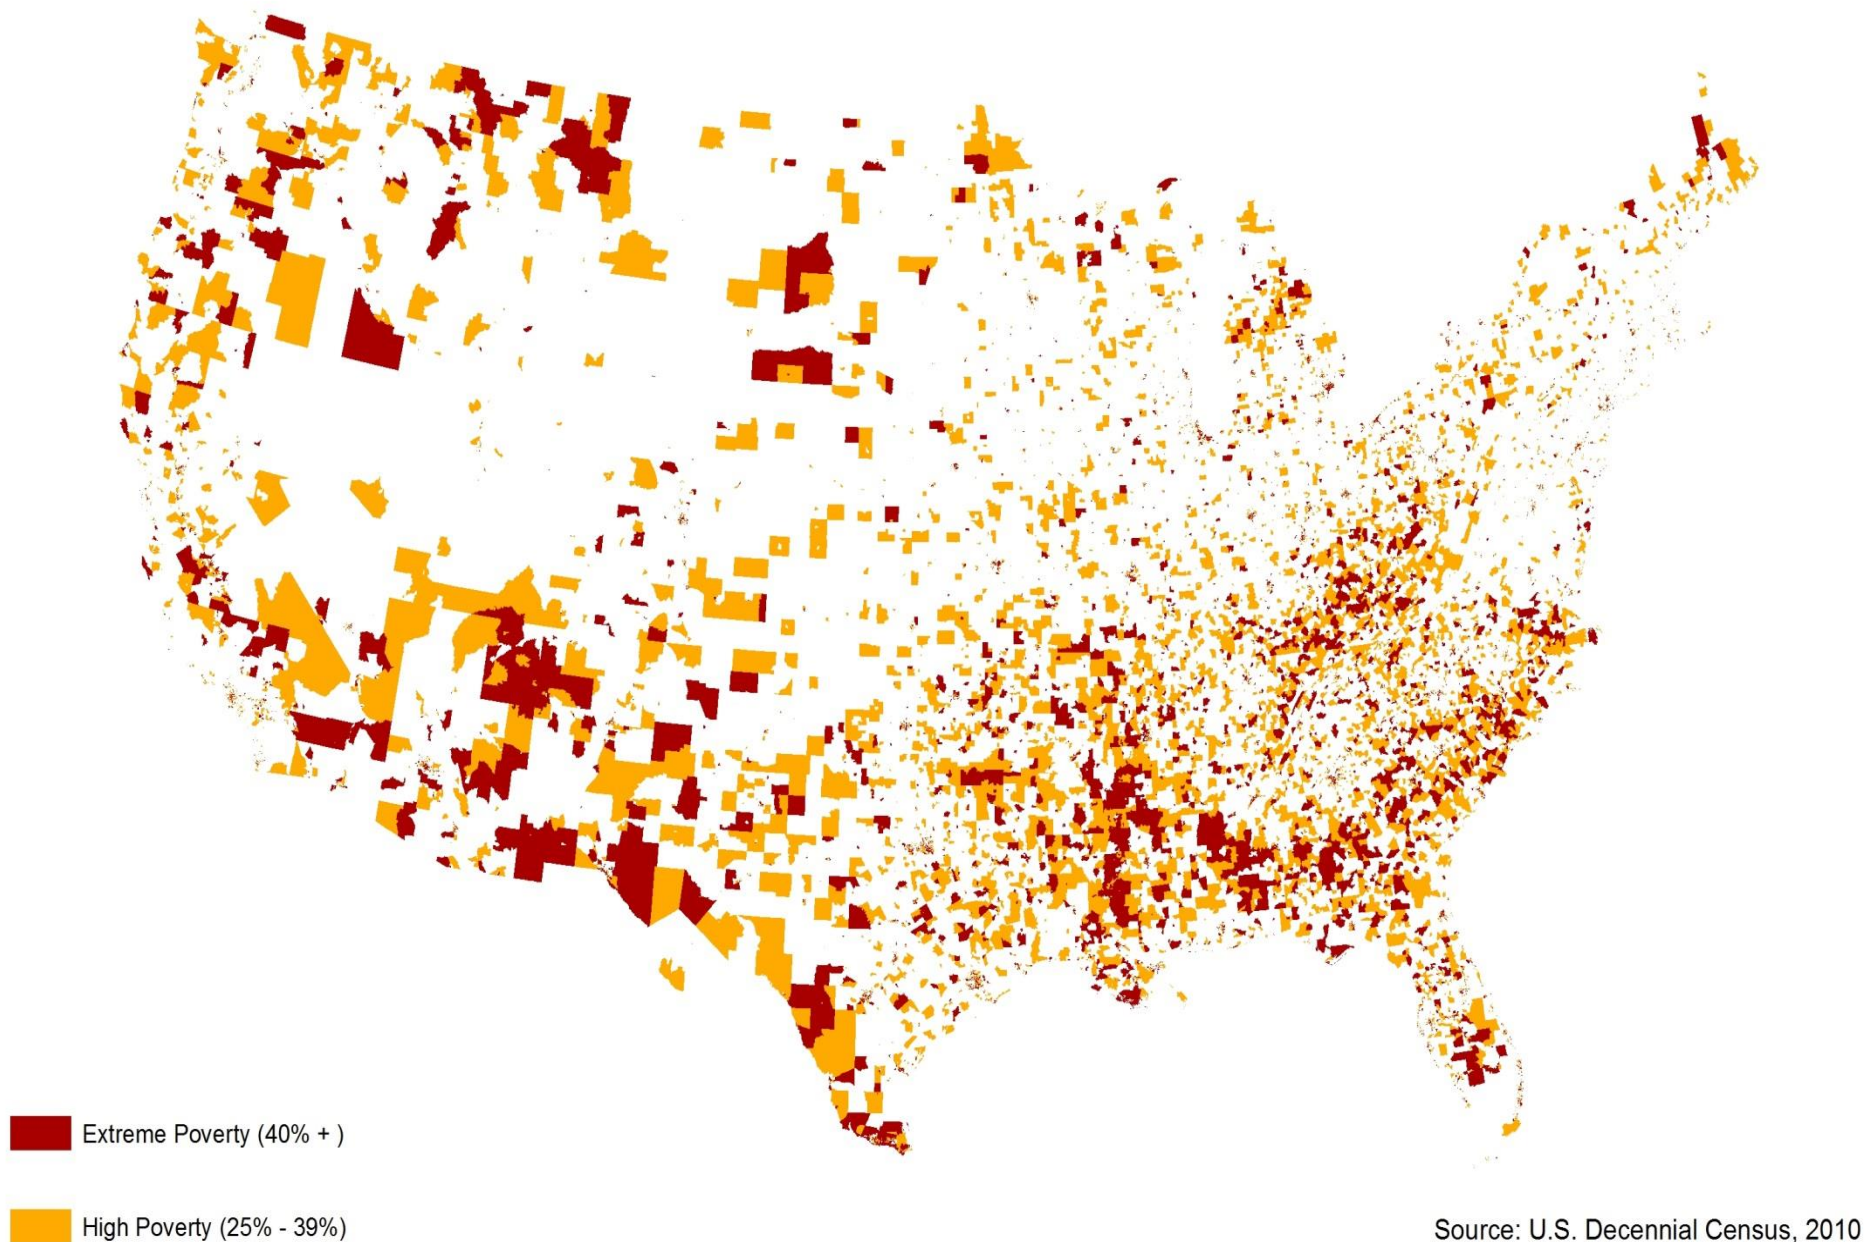 Extreme Poverty (40% + )
High Poverty (25% - 39%)
Source: U.S. Decennial Census, 2010